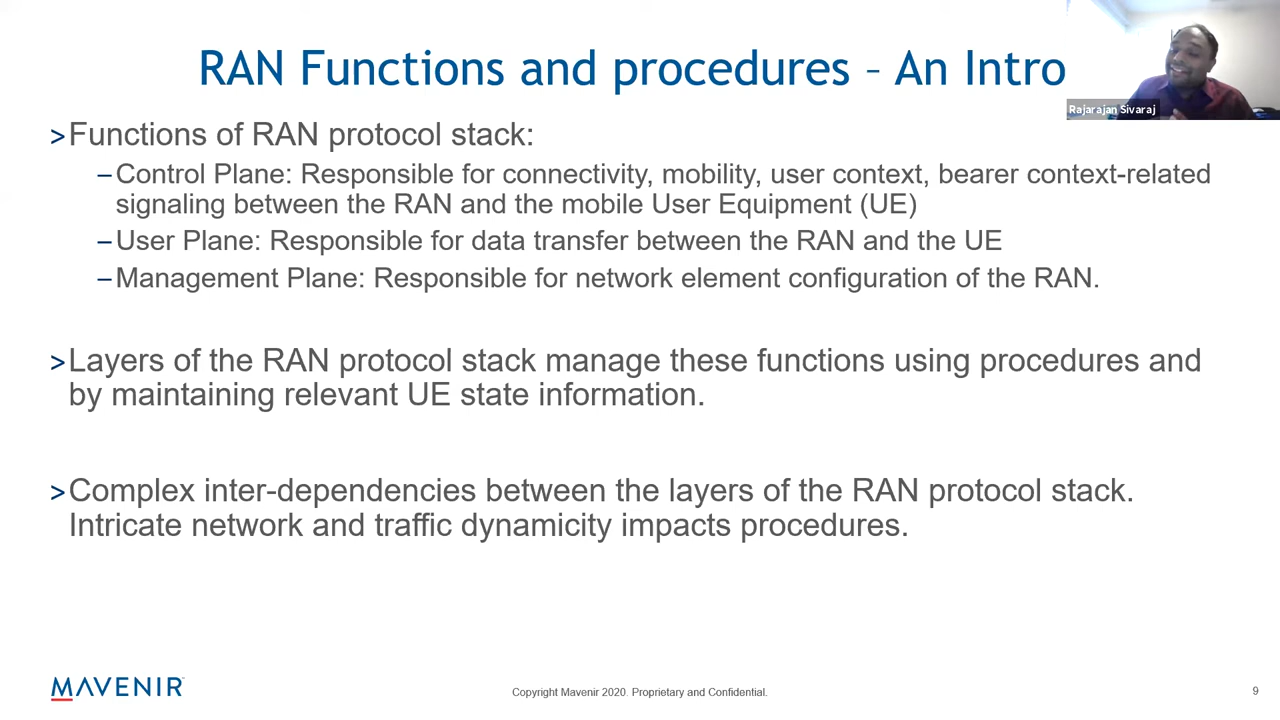 RAN Functions and procedures – An Intro
Rajarajan Sivaraj
>Functions of RAN protocol stack:
–Control Plane: Responsible for connectivity, mobility, user context, bearer context-related
signaling between the RAN and the mobile User Equipment (UE)
–User Plane: Responsible for data transfer between the RAN and the UE
–Management Plane: Responsible for network element configuration of the RAN.
>Layers of the RAN protocol stack manage these functions using procedures and
by maintaining relevant UE state information.
>Complex inter-dependencies between the layers of the RAN protocol stack.
Intricate network and traffic dynamicity impacts procedures.
MAVENIR
Copyright Mavenir 2020. Proprietary and Confidential.
9